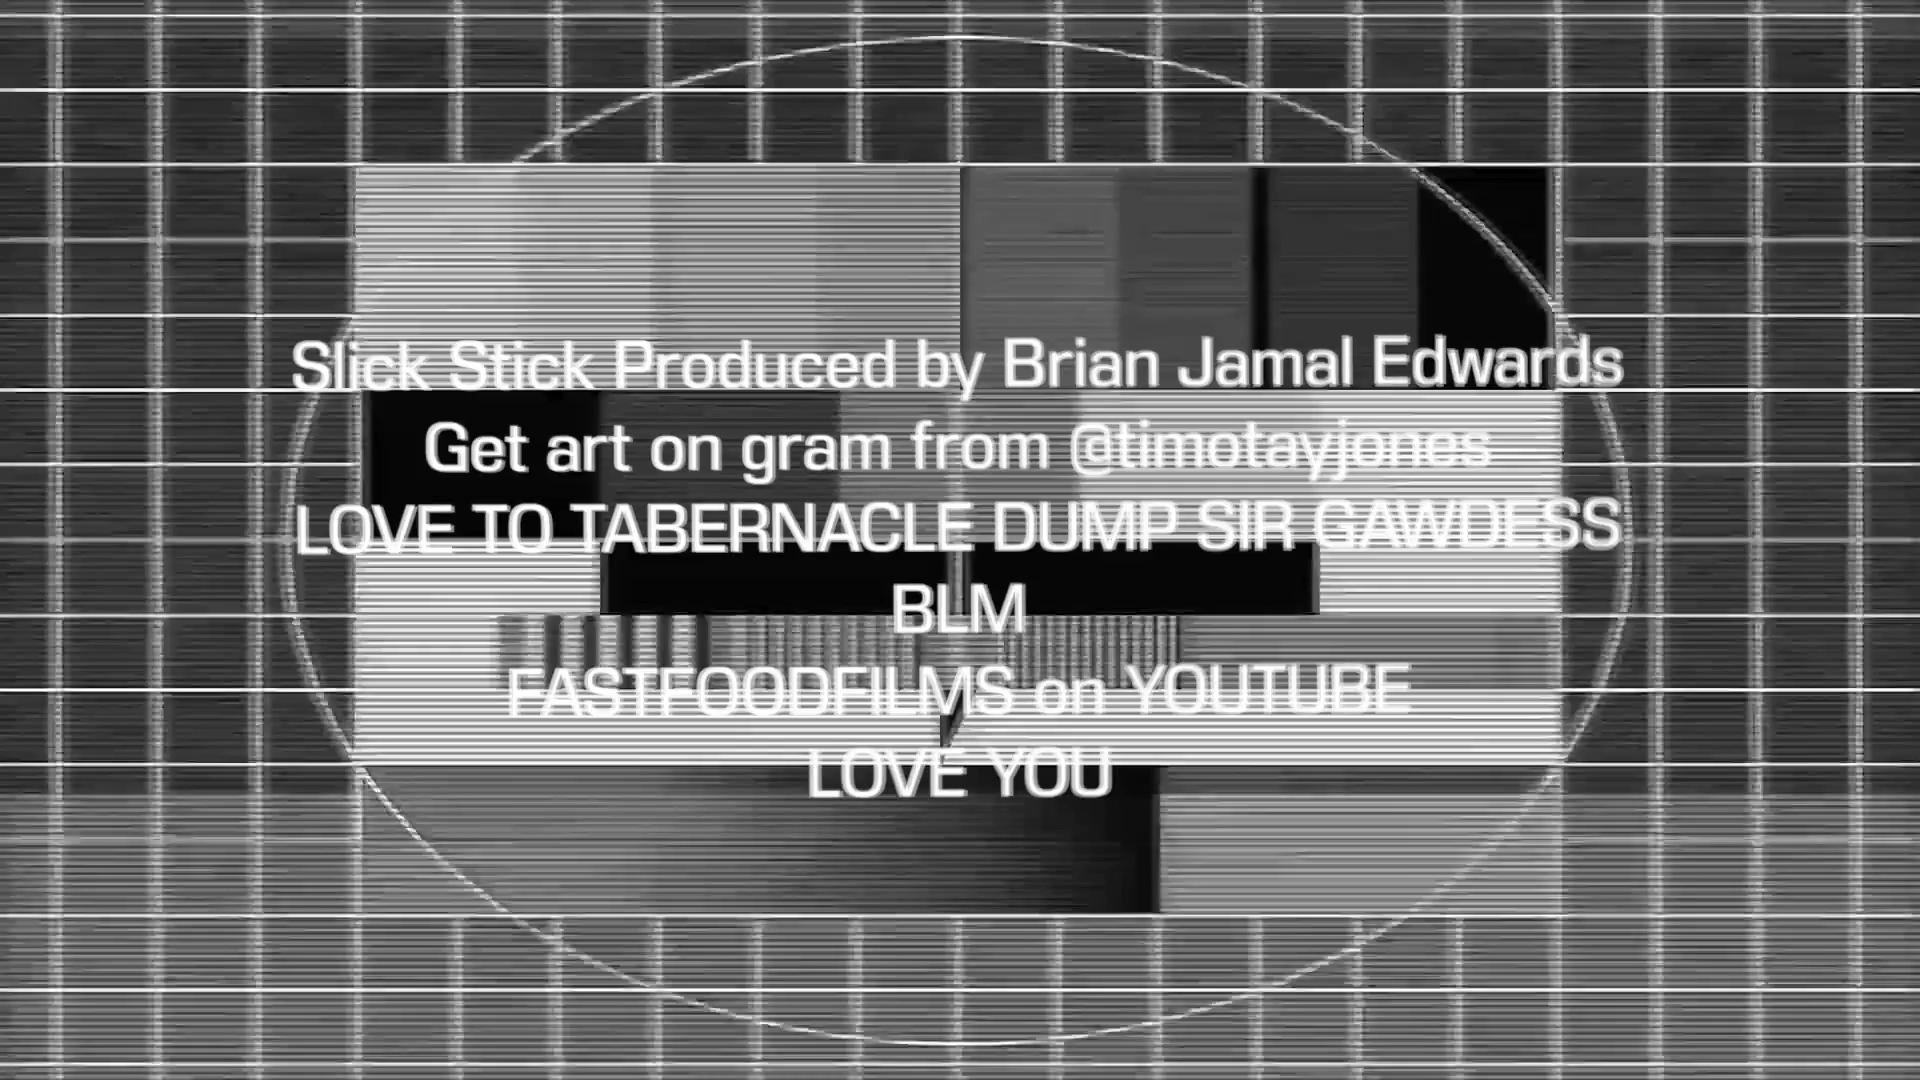 Slick Stick Produced by Brian Jamal Edwards
Get art on gram from @timotayjones
LOVE TO TABERNACLE DUMP SIR GAWDESS
BLM
FASTFOODFILMS on YOUTUBE
LOVE YOU